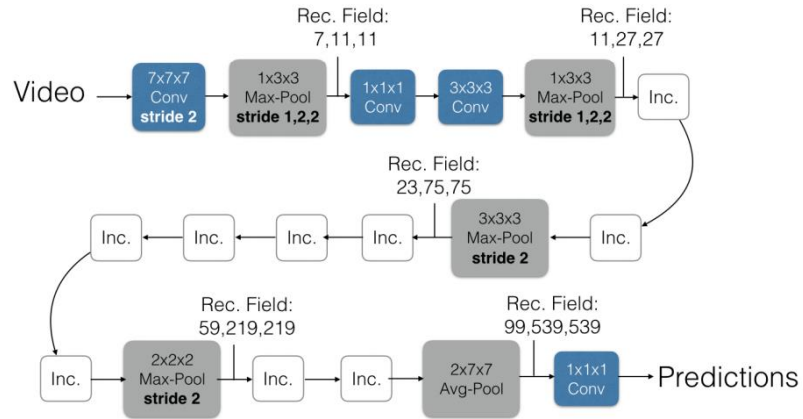 Rec. Field:
7,11,11
Rec. Field:
11,27,27
Video
7x7x7
Conv
stride 2
1x3x3
Max-Pool
stride 1,2,2
1x1x1
Conv
3x3x3
Conv
1x3x3
Max-Pool
stride 1,2,2
Inc.
Rec. Field:
23,75,75
Inc.
Inc.
Inc.
Inc.
3x3x3
Max-Pool
stride 2
Inc.
Rec. Field:
59,219,219
Rec. Field:
99,539,539
Inc.
2x2x2
Max-Pool
stride 2
Inc.
Inc.
2x7x7
Avg-Pool
1x1x1
Conv
Predictions